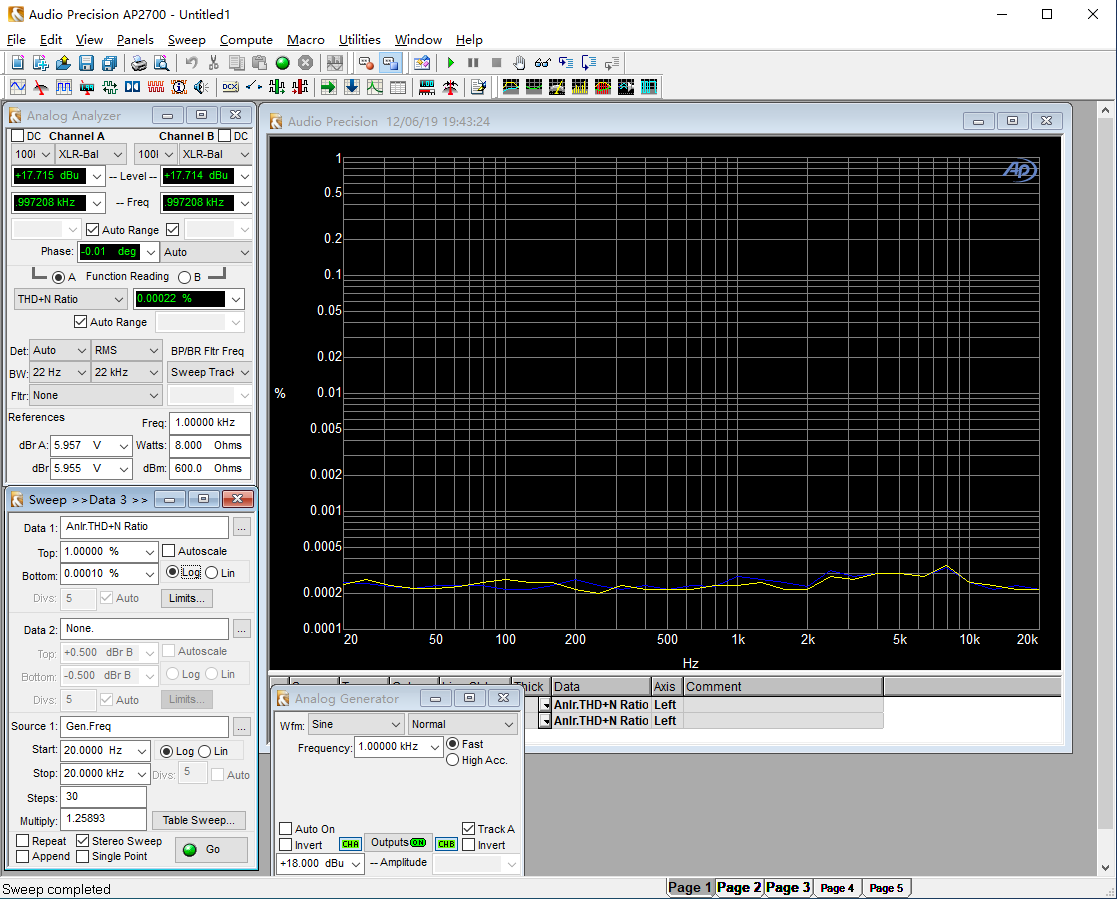 Audio Precision AP2700 - Untitled1
File Edit View Panels Sweep Compute Macro Utilities Window Help
Analog Analyzer
DC Channel A Channel B DC
100l XLR-Bal 100l XLR-Bal
+17.715 dBu -- Level -- +17.714 dBu
.997208 kHz -- Freq .997208 kHz
Auto Range
Phase: -0.01 deg Auto
A Function Reading B
THD+N Ratio 0.00022 %
Auto Range
Det: Auto RMS BP/BR Fltr Freq
BW: 22 Hz 22 kHz Sweep Track
Fltr: None
References
Freq: 1.00000 kHz
dBr A: 5.957 V Watts: 8.000 Ohms
dBr 5.955 V dBm: 600.0 Ohms
Sweep >>Data 3 >>
Data 1: Anlr.THD+N Ratio ...
Top: 1.00000 % Autoscale
Bottom: 0.00010 % Log Lin
Divs: 5 Auto Limits...
Data 2: None. ...
Top: +0.500 dBr B Autoscale
Bottom: -0.500 dBr B Log Lin
Divs: 5 Auto Limits...
Source 1: Gen.Freq ...
Start: 20.0000 Hz Log Lin
Stop: 20.0000 kHz Divs: 5 Auto
Steps: 30
Multiply: 1.25893 Table Sweep...
Repeat Stereo Sweep
Append Single Point
Go
Audio Precision 12/06/19 19:43:24
Ap
1
0.5
0.2
0.1
0.05
0.02
%
0.01
0.005
0.002
0.001
0.0005
0.0002
0.0001
20 50 100 200 500 1k 2k 5k 10k 20k
Hz
Thick Data Axis Comment
Anlr.THD+N Ratio Left
Anlr.THD+N Ratio Left
Analog Generator
Wfm: Sine Normal
Frequency: 1.00000 kHz Fast
High Acc.
Auto On Track A
Invert CHA Outputs ON CHB Invert
+18.000 dBu -- Amplitude
Sweep completed
Page 1 Page 2 Page 3 Page 4 Page 5